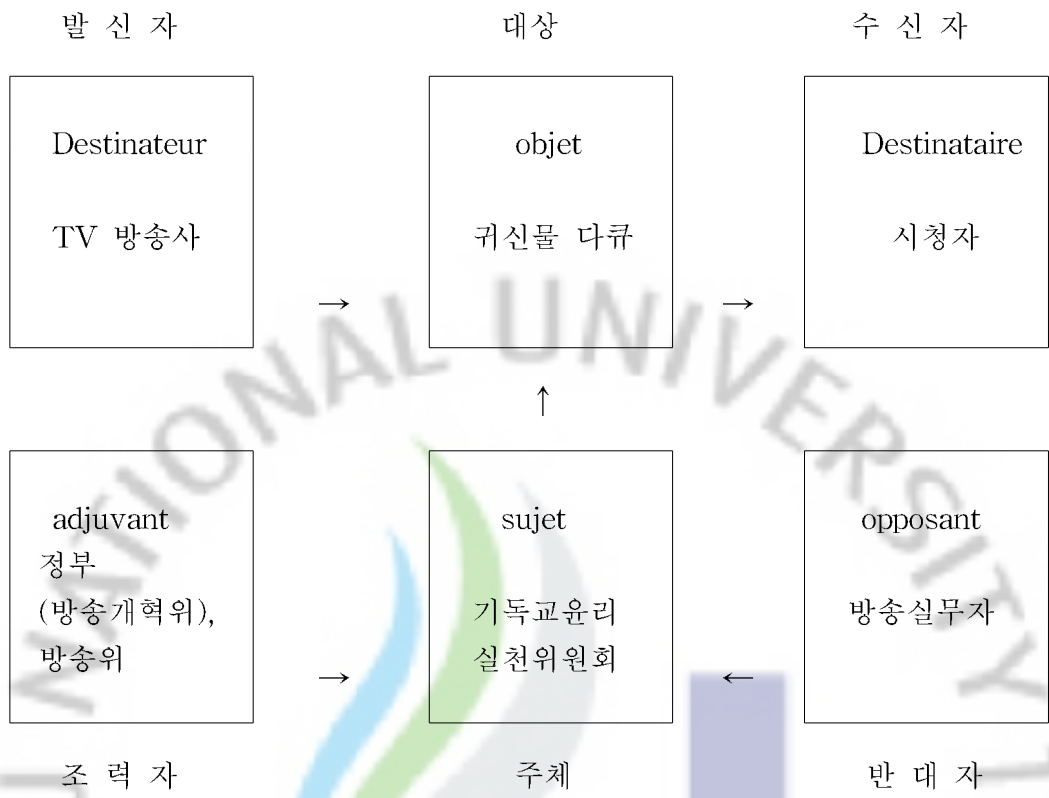 발 신 자 대상 수 신 자
Destinateur objet Destinataire
TV 방송사 귀신물 다큐 시청자
→ →
↑
adjuvant sujet opposant
정부
(방송개혁위), 기독교윤리 방송실무자
방송위 실천위원회
→ ←
조 력 자 주체 반 대 자
NATIONAL UNIVERSITY